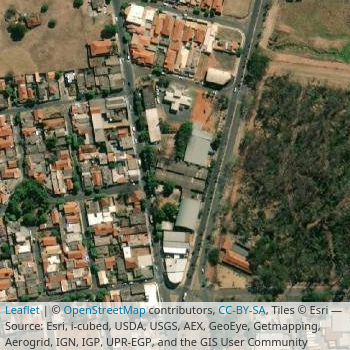 Leaflet | © OpenStreetMap contributors, CC-BY-SA, Tiles © Esri —
Source: Esri, i-cubed, USDA, USGS, AEX, GeoEye, Getmapping,
Aerogrid, IGN, IGP, UPR-EGP, and the GIS User Community